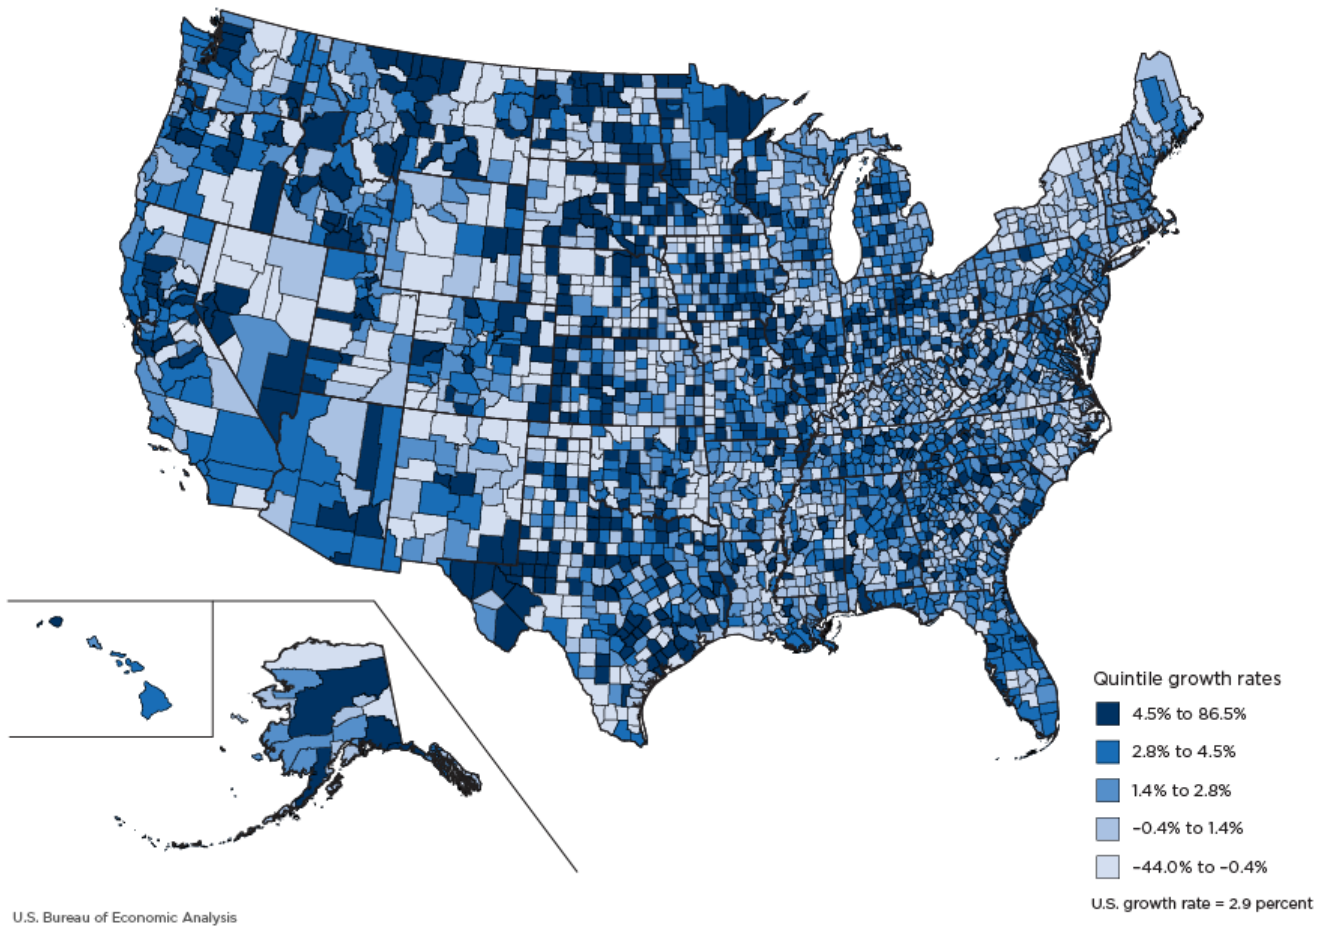 Quintile growth rates
4.5% to 86.5%
2.8% to 4.5%
1.4% to 2.8%
–0.4% to 1.4%
–44.0% to –0.4%
U.S. growth rate = 2.9 percent
U.S. Bureau of Economic Analysis